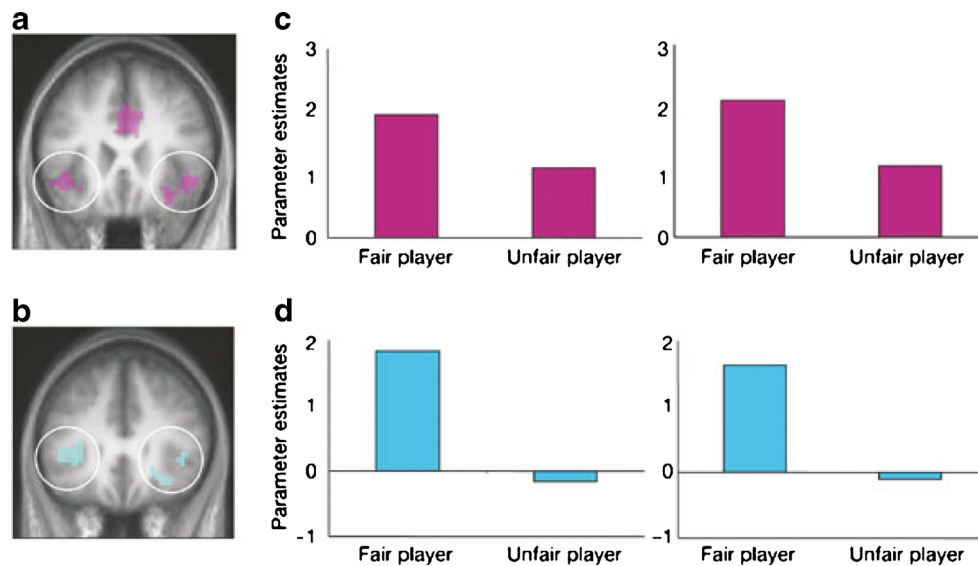 a
c
Parameter estimates
3
2
1
0
Fair player
Unfair player
3
2
1
0
Fair player
Unfair player
b
d
Parameter estimates
2
1
0
-1
Fair player
Unfair player
2
1
0
-1
Fair player
Unfair player